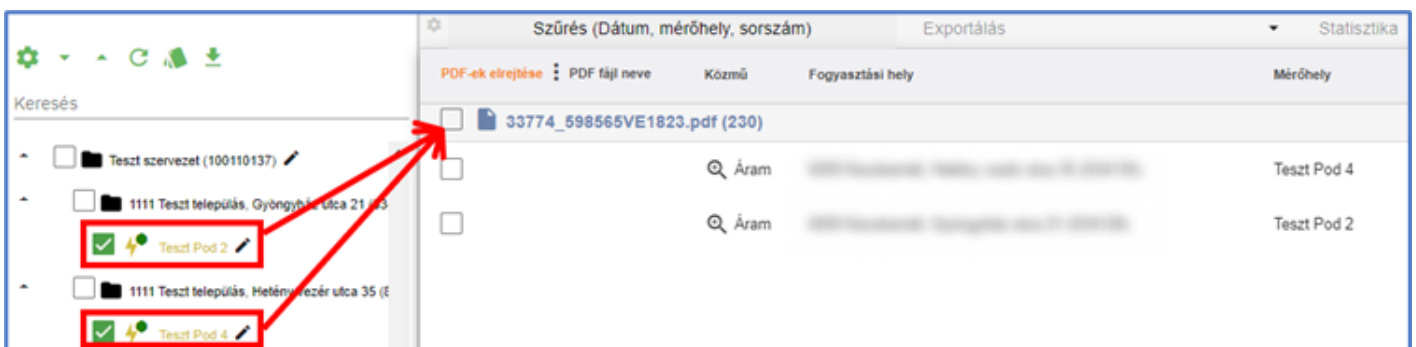 Szűrés (Dátum, mérőhely, sorszám) Exportálás Statisztika
PDF-ek elrejtése PDF fájl neve Közmű Fogyasztási hely Mérőhely
Keresés
33774_598565VE1823.pdf (230)
Teszt szervezet (100110137)
Áram Teszt Pod 4
1111 Teszt település, Gyöngyház utca 21
Áram Teszt Pod 2
Teszt Pod 2
1111 Teszt település, Hetény vezér utca 35
Teszt Pod 4